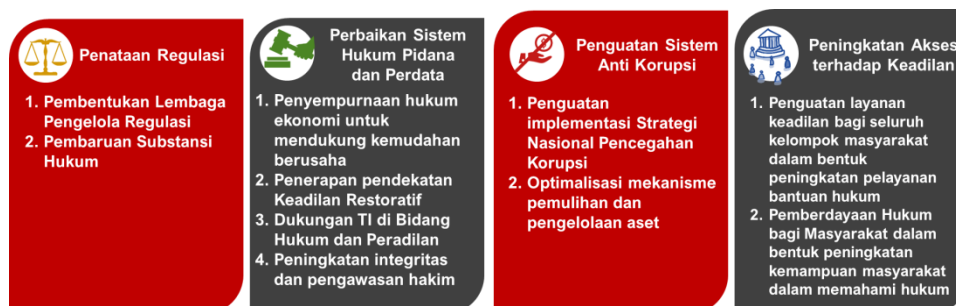 Penataan Regulasi
1. Pembentukan Lembaga
Pengelola Regulasi
2. Pembaruan Substansi
Hukum
Perbaikan Sistem
Hukum Pidana
dan Perdata
1. Penyempurnaan hukum
ekonomi untuk
mendukung kemudahan
berusaha
2. Penerapan pendekatan
Keadilan Restoratif
3. Dukungan TI di Bidang
Hukum dan Peradilan
4. Peningkatan integritas
dan pengawasan hakim
Penguatan Sistem
Anti Korupsi
1. Penguatan
implementasi Strategi
Nasional Pencegahan
Korupsi
2. Optimalisasi mekanisme
pemulihan dan
pengelolaan aset
Peningkatan Akses
terhadap Keadilan
1. Penguatan layanan
keadilan bagi seluruh
kelompok masyarakat
dalam bentuk
peningkatan pelayanan
bantuan hukum
2. Pemberdayaan Hukum
bagi Masyarakat dalam
bentuk peningkatan
kemampuan masyarakat
dalam memahami hukum